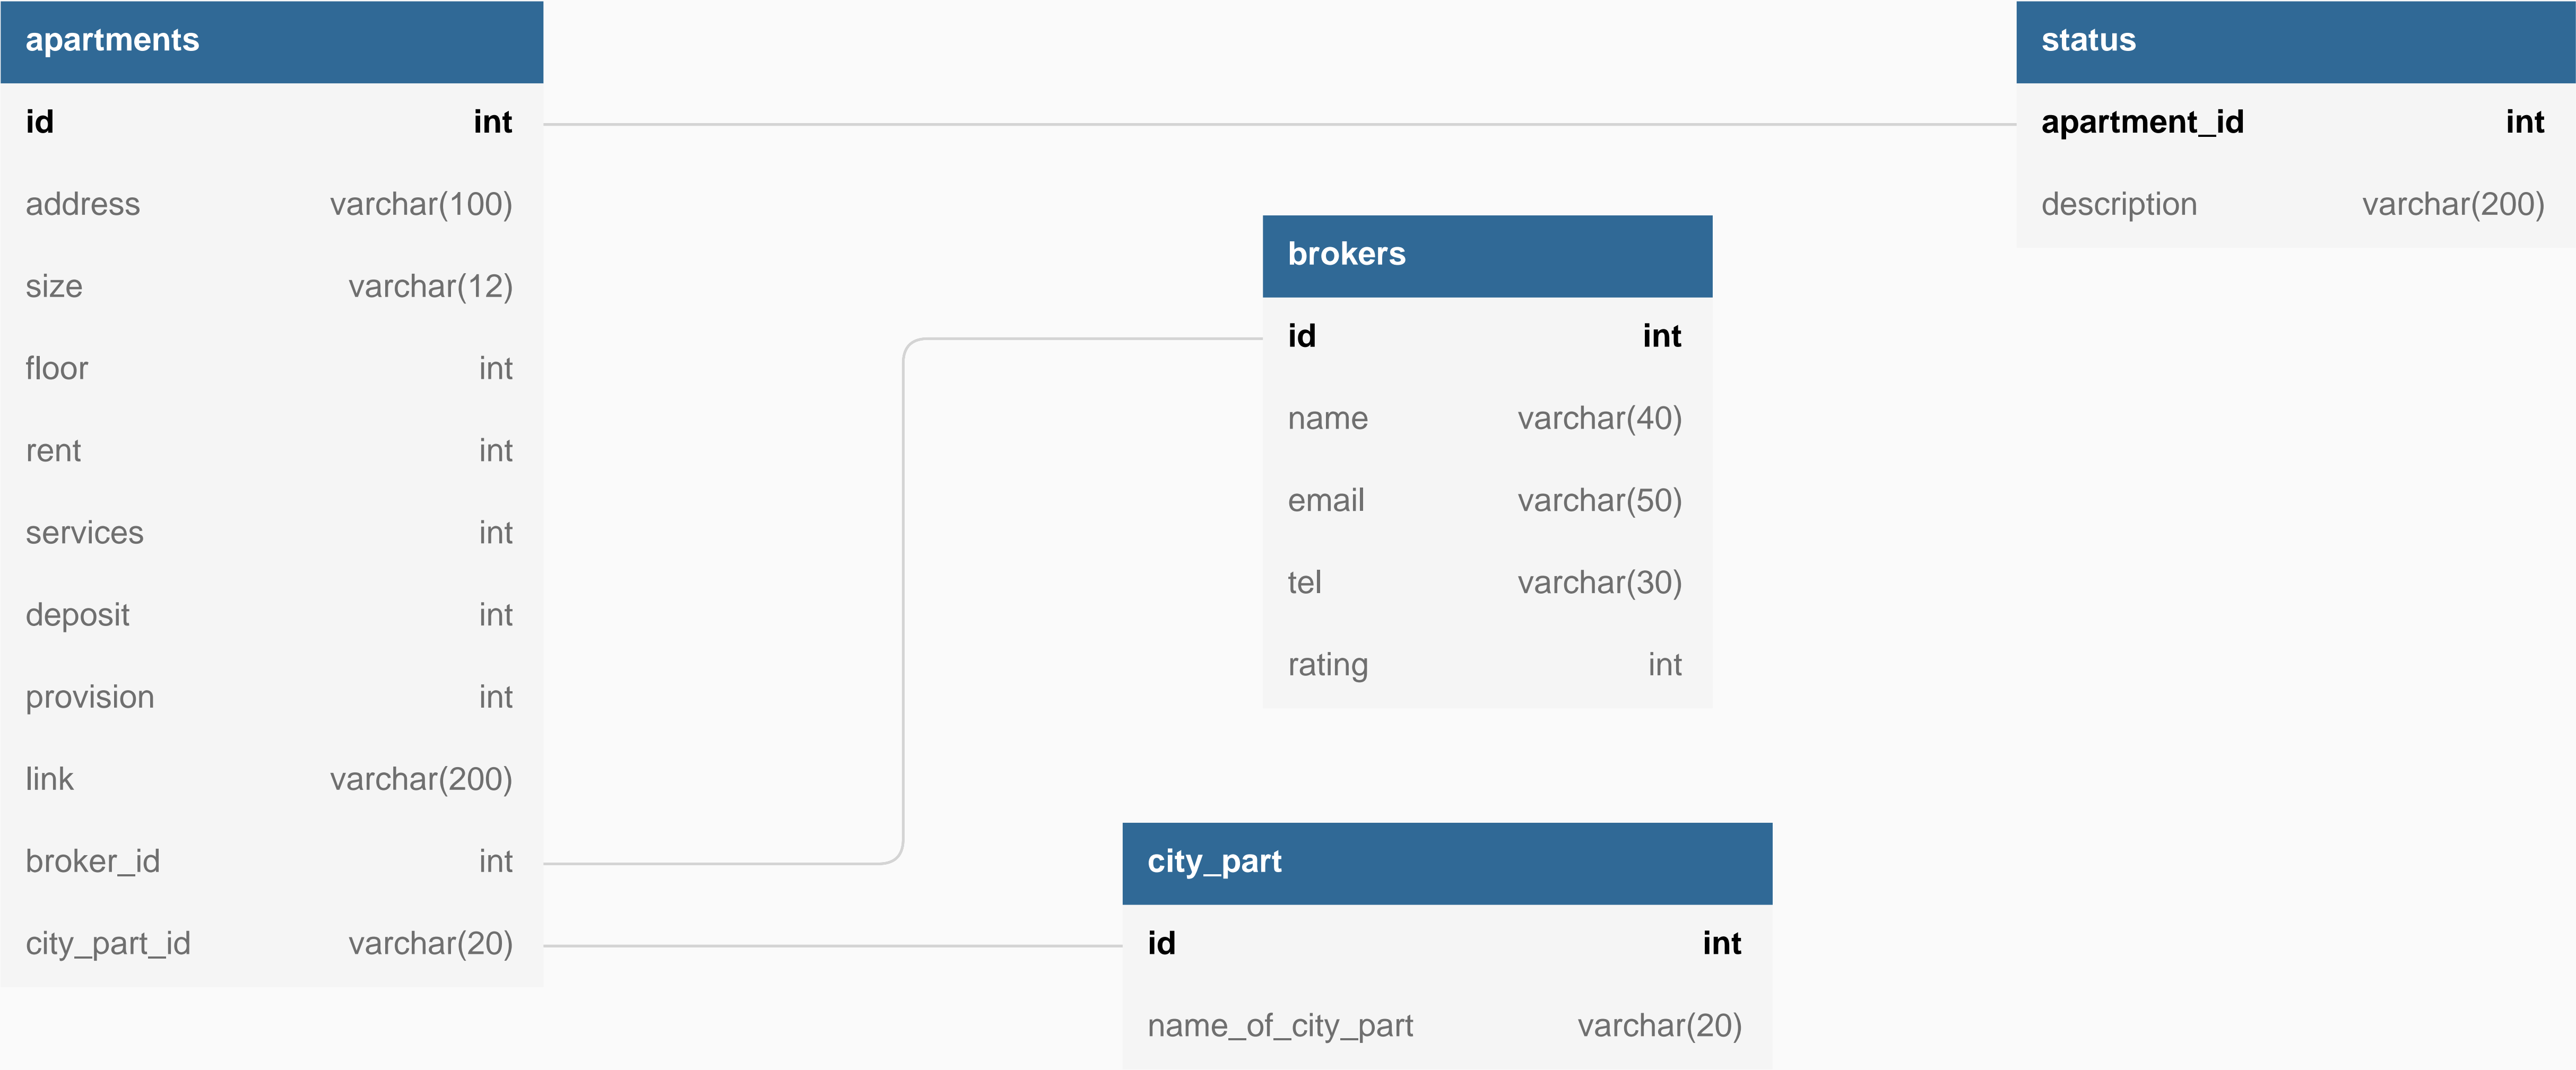 apartments
id int
address varchar(100)
size varchar(12)
floor int
rent int
services int
deposit int
provision int
link varchar(200)
broker_id int
city_part_id varchar(20)
status
apartment_id int
description varchar(200)
brokers
id int
name varchar(40)
email varchar(50)
tel varchar(30)
rating int
city_part
id int
name_of_city_part varchar(20)